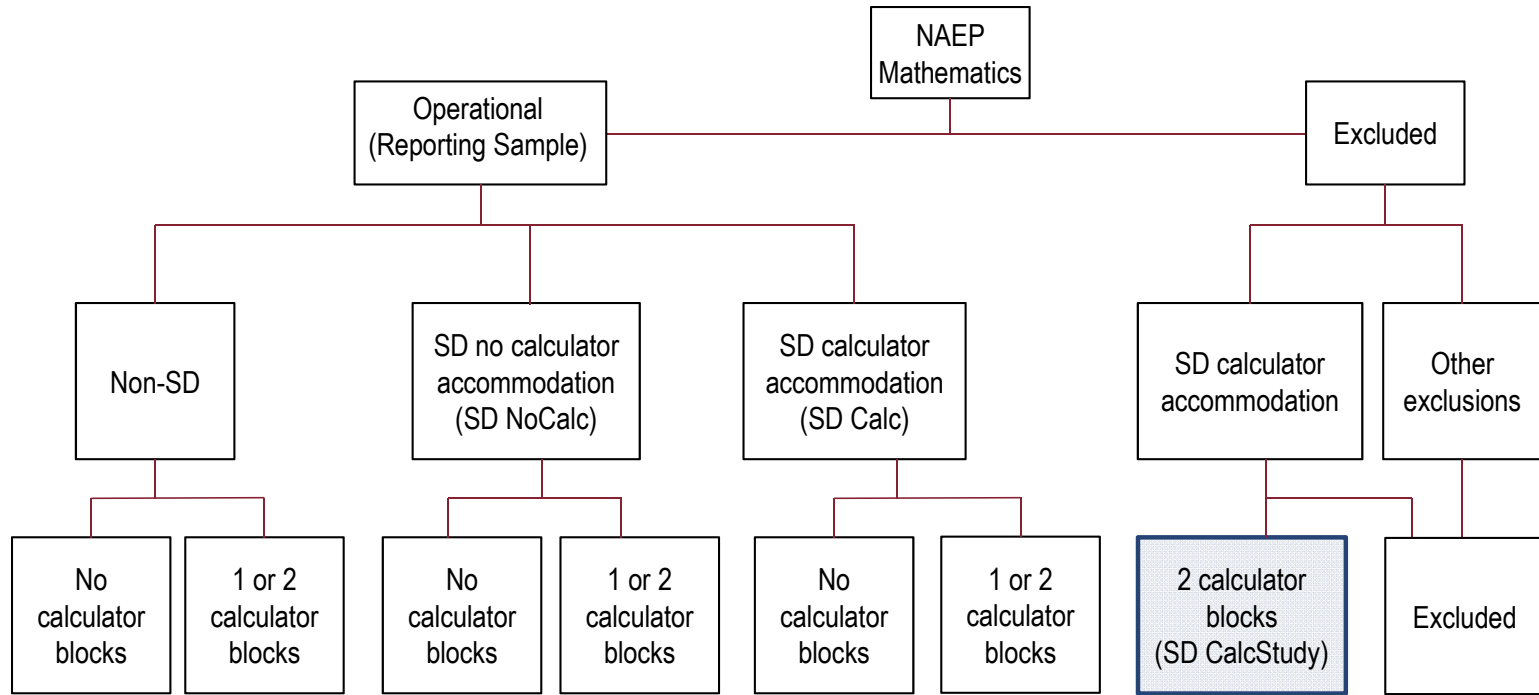 NAEP
Mathematics
Operational
(Reporting Sample)
Excluded
Non-SD
SD no calculator
accommodation
(SD NoCalc)
SD calculator
accommodation
(SD Calc)
SD calculator
accommodation
Other
exclusions
No
calculator
blocks
1 or 2
calculator
blocks
No
calculator
blocks
1 or 2
calculator
blocks
No
calculator
blocks
1 or 2
calculator
blocks
2 calculator
blocks
(SD CalcStudy)
Excluded